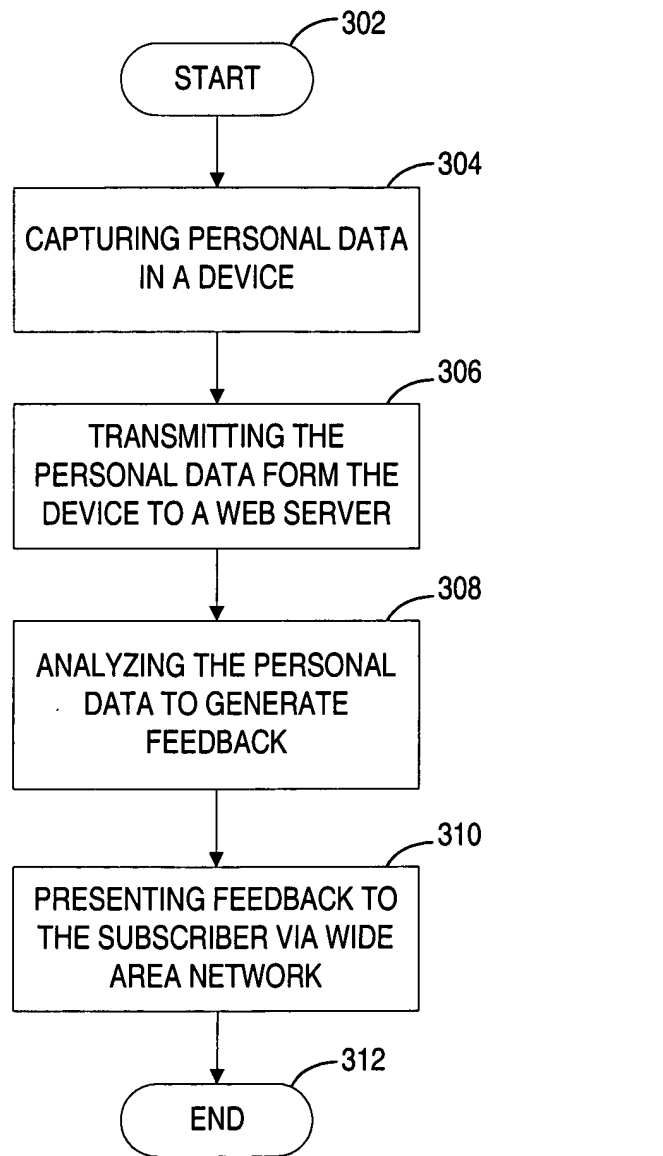 302
START
304
CAPTURING PERSONAL DATA
IN A DEVICE
306
TRANSMITTING THE
PERSONAL DATA FORM THE
DEVICE TO A WEB SERVER
308
ANALYZING THE PERSONAL
DATA TO GENERATE
FEEDBACK
310
PRESENTING FEEDBACK TO
THE SUBSCRIBER VIA WIDE
AREA NETWORK
312
END